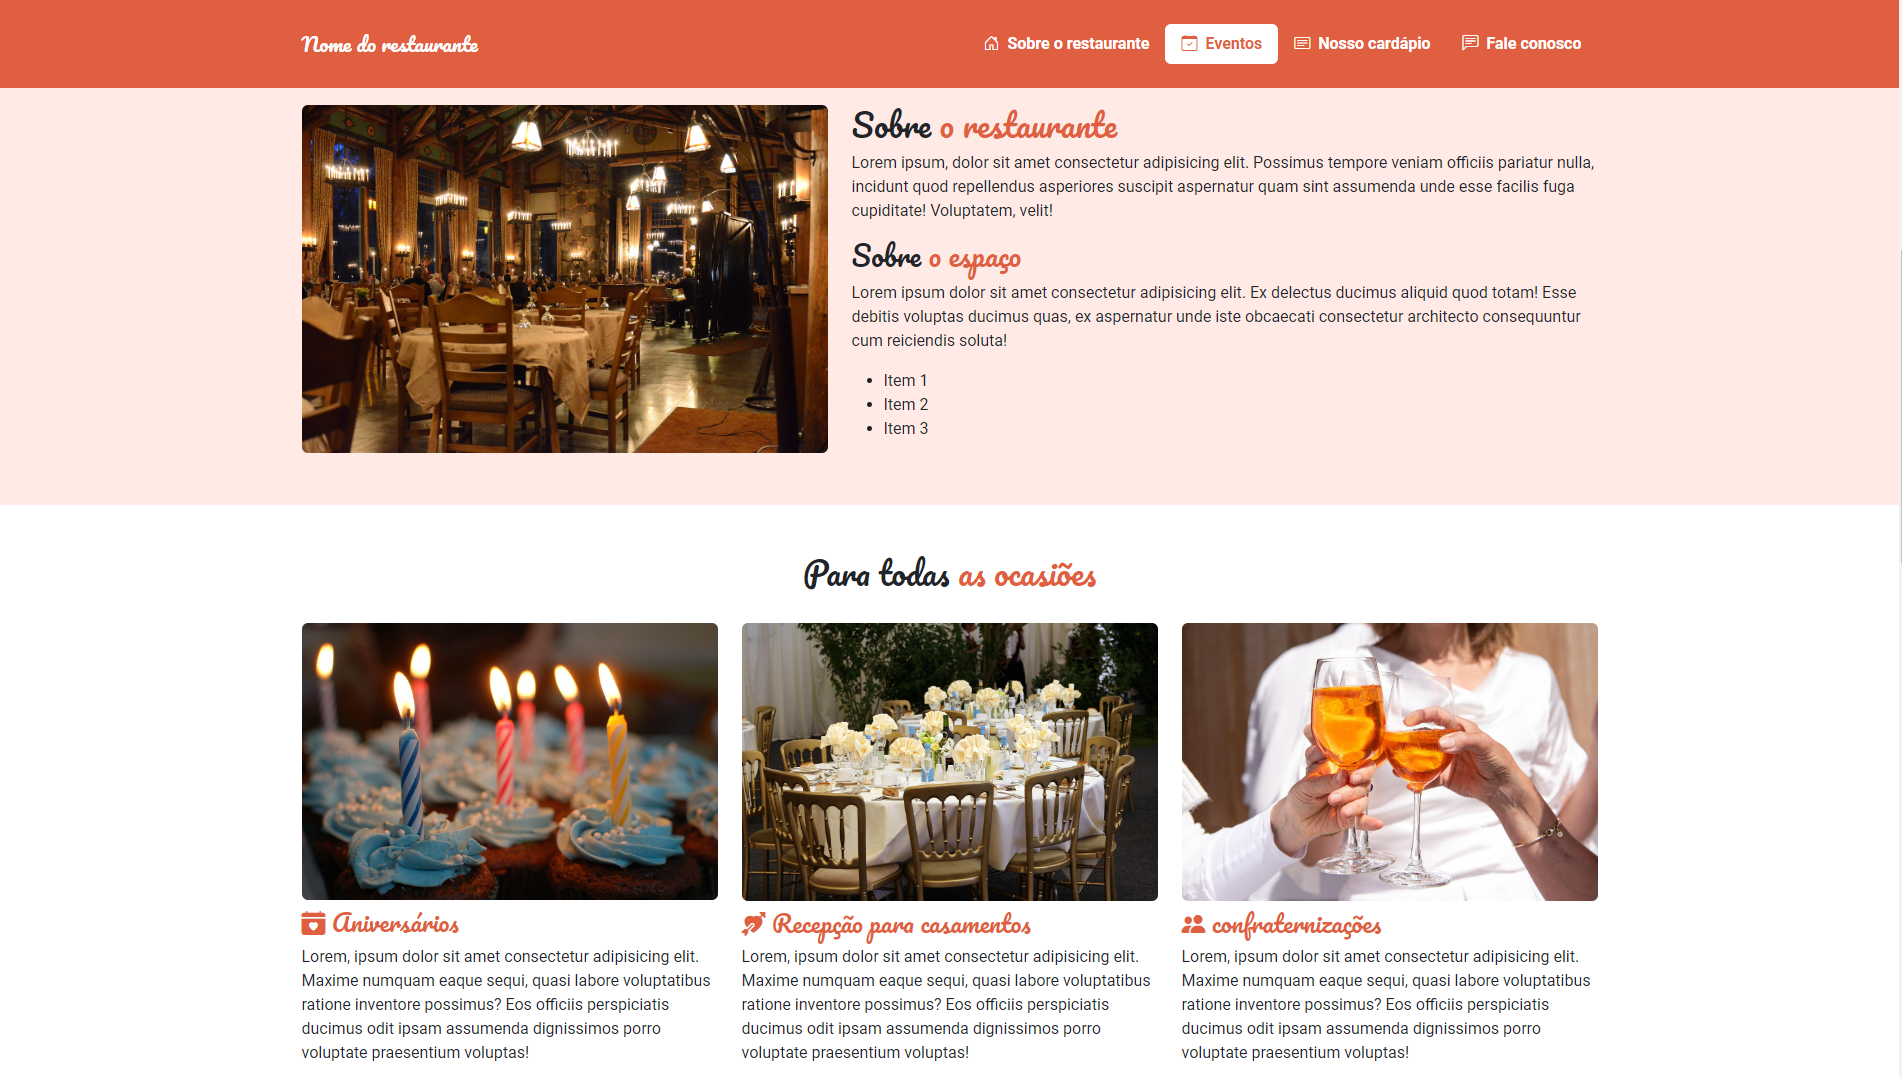 Nome do restaurante
Sobre o restaurante
Eventos
Nosso cardápio
Fale conosco
Sobre o restaurante
Lorem ipsum, dolor sit amet consectetur adipisicing elit. Possimus tempore veniam officiis pariatur nulla,
incidunt quod repellendus asperiores suscipit aspernatur quam sint assumenda unde esse facilis fuga
cupiditate! Voluptatem, velit!
Sobre o espaço
Lorem ipsum dolor sit amet consectetur adipisicing elit. Ex delectus ducimus aliquid quod totam! Esse
debitis voluptas ducimus quas, ex aspernatur unde iste obcaecati consectetur architecto consequuntur
cum reiciendis soluta!
• Item 1
• Item 2
• Item 3
Para todas as ocasiões
Aniversários
Lorem, ipsum dolor sit amet consectetur adipisicing elit.
Maxime numquam eaque sequi, quasi labore voluptatibus
ratione inventore possimus? Eos officiis perspiciatis
ducimus odit ipsam assumenda dignissimos porro
voluptate praesentium voluptas!
Recepção para casamentos
Lorem, ipsum dolor sit amet consectetur adipisicing elit.
Maxime numquam eaque sequi, quasi labore voluptatibus
ratione inventore possimus? Eos officiis perspiciatis
ducimus odit ipsam assumenda dignissimos porro
voluptate praesentium voluptas!
confraternizações
Lorem, ipsum dolor sit amet consectetur adipisicing elit.
Maxime numquam eaque sequi, quasi labore voluptatibus
ratione inventore possimus? Eos officiis perspiciatis
ducimus odit ipsam assumenda dignissimos porro
voluptate praesentium voluptas!